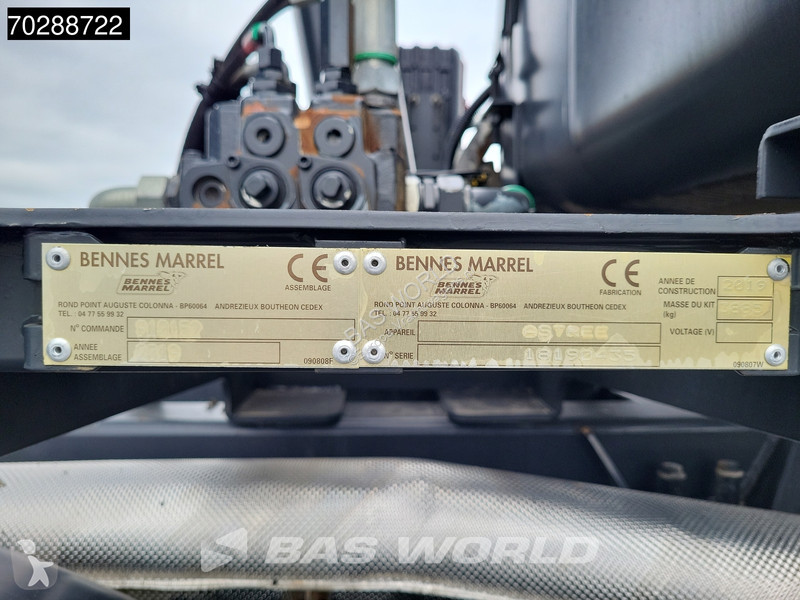 70288722
BENNES MARREL
CE
ASSEMBLAGE
BENNES
MARREL
ROND POINT AUGUSTE COLONNA - BP60064 ANDREZIEUX BOUTHEON CEDEX
TEL : 04 77 55 99 32
N° COMMANDE
ANNEE
ASSEMBLAGE
090808F
BENNES MARREL
CE
FABRICATION
BENNES
MARREL
ROND POINT AUGUSTE COLONNA - BP60064 ANDREZIEUX BOUTHEON CEDEX
TEL : 04 77 55 99 32
APPAREIL
N° SERIE
ANNEE DE
CONSTRUCTION
2019
MASSE DU KIT
(kg)
VOLTAGE (V)
090807W
BAS WORLD
BAS WORLD